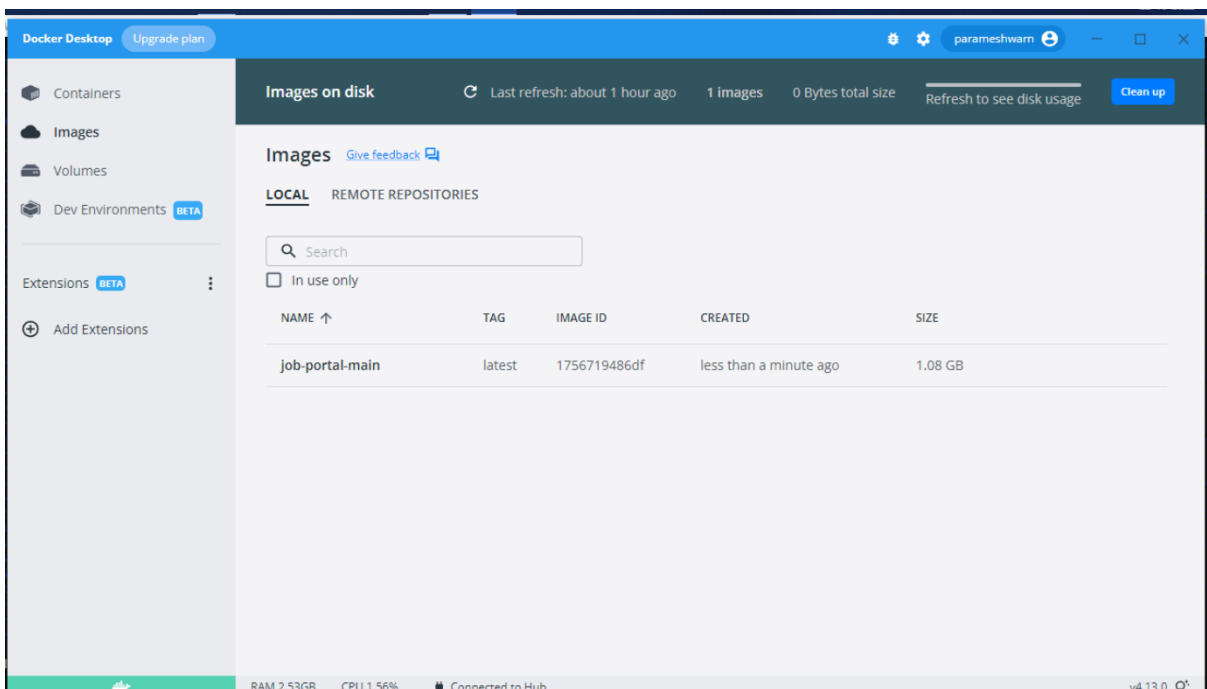 Docker Desktop Upgrade plan parameshwarn
Containers
Images
Volumes
Dev Environments BETA
Extensions BETA
Add Extensions
Images on disk Last refresh: about 1 hour ago 1 images 0 Bytes total size Refresh to see disk usage Clean up
Images Give feedback
LOCAL REMOTE REPOSITORIES
Search
In use only
NAME TAG IMAGE ID CREATED SIZE
job-portal-main latest 1756719486df less than a minute ago 1.08 GB
RAM 2.53GB CPU 1.56% Connected to Hub v4.13.0